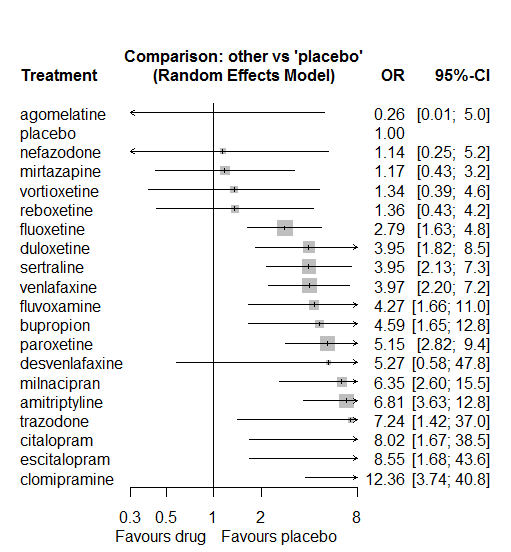 Comparison: other vs 'placebo'
Treatment (Random Effects Model) OR 95%-CI
agomelatine 0.26 [0.01; 5.0]
placebo 1.00
nefazodone 1.14 [0.25; 5.2]
mirtazapine 1.17 [0.43; 3.2]
vortioxetine 1.34 [0.39; 4.6]
reboxetine 1.36 [0.43; 4.2]
fluoxetine 2.79 [1.63; 4.8]
duloxetine 3.95 [1.82; 8.5]
sertraline 3.95 [2.13; 7.3]
venlafaxine 3.97 [2.20; 7.2]
fluvoxamine 4.27 [1.66; 11.0]
bupropion 4.59 [1.65; 12.8]
paroxetine 5.15 [2.82; 9.4]
desvenlafaxine 5.27 [0.58; 47.8]
milnacipran 6.35 [2.60; 15.5]
amitriptyline 6.81 [3.63; 12.8]
trazodone 7.24 [1.42; 37.0]
citalopram 8.02 [1.67; 38.5]
escitalopram 8.55 [1.68; 43.6]
clomipramine 12.36 [3.74; 40.8]
0.3 0.5 1 2 8
Favours drug Favours placebo